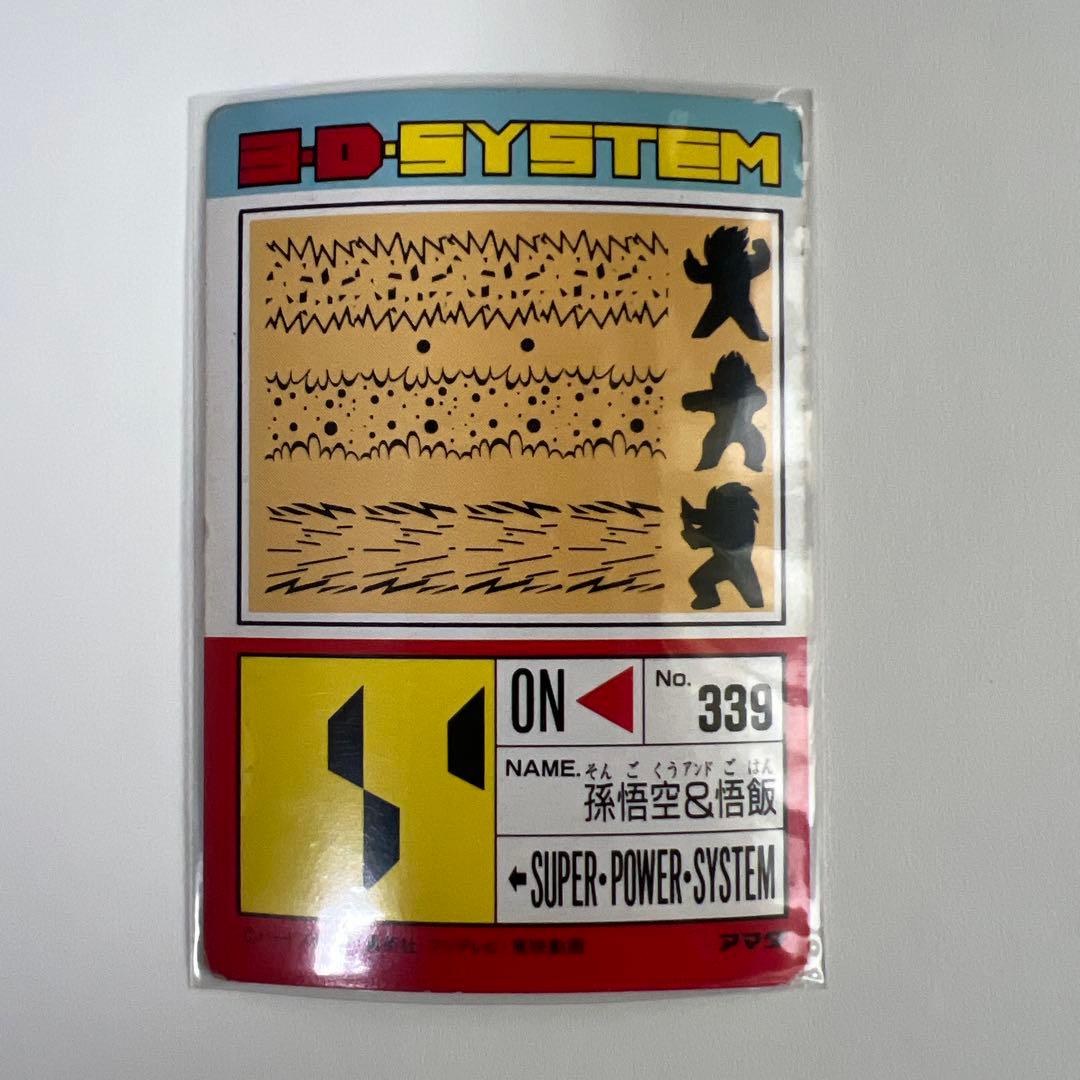 3·D·SYSTEM
ON
No.
339
NAME.
そん ご くうアンド ご はん
孫悟空&悟飯
SUPER·POWER·SYSTEM
アマダ